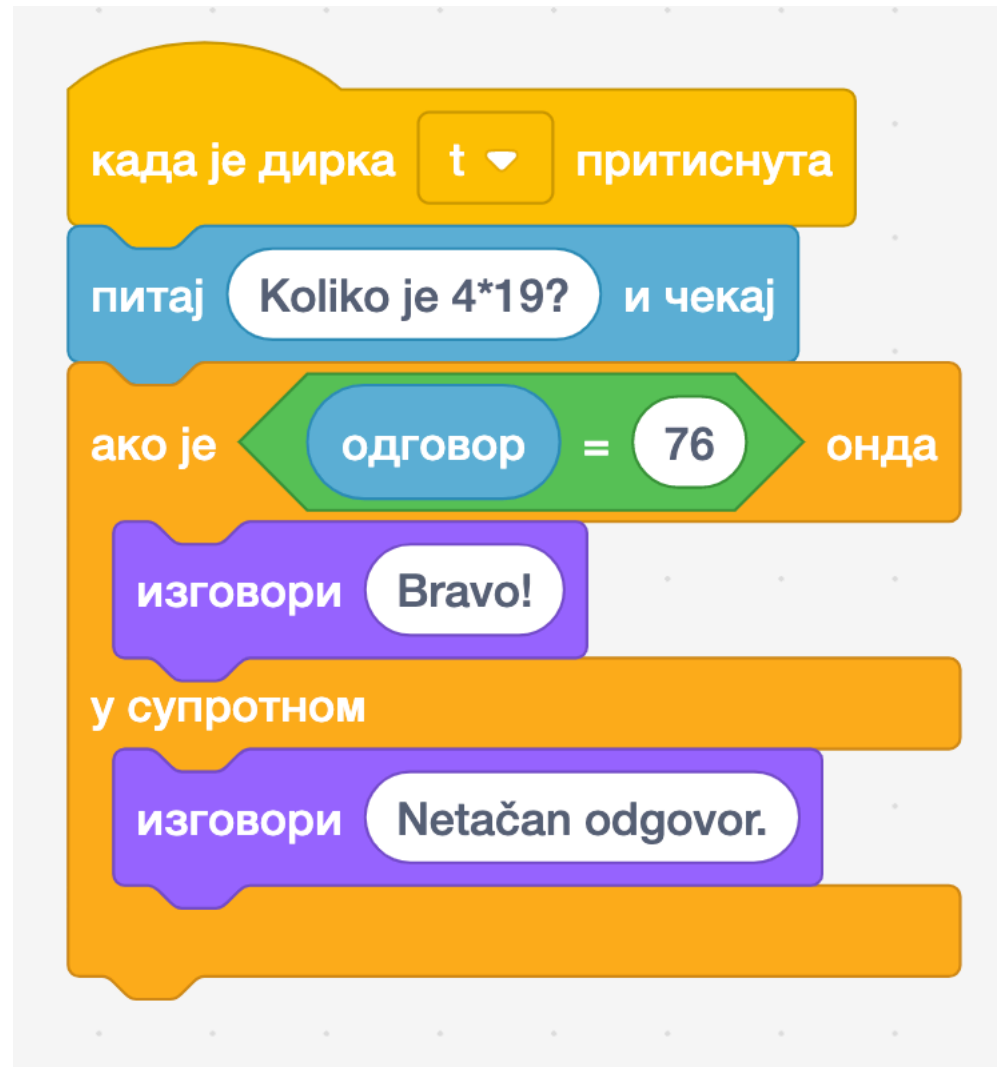 када је дирка t притиснута
питај Koliko je 4*19? и чекај
ако је одговор = 76 онда
изговори Bravo!
у супротном
изговори Netačan odgovor.